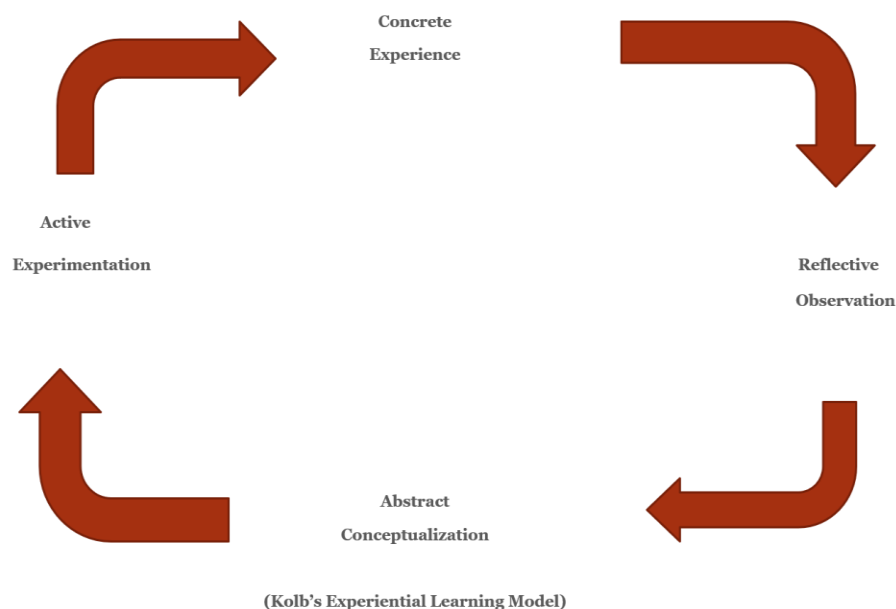 Concrete
Experience
Active
Experimentation
Reflective
Observation
Abstract
Conceptualization
(Kolb’s Experiential Learning Model)